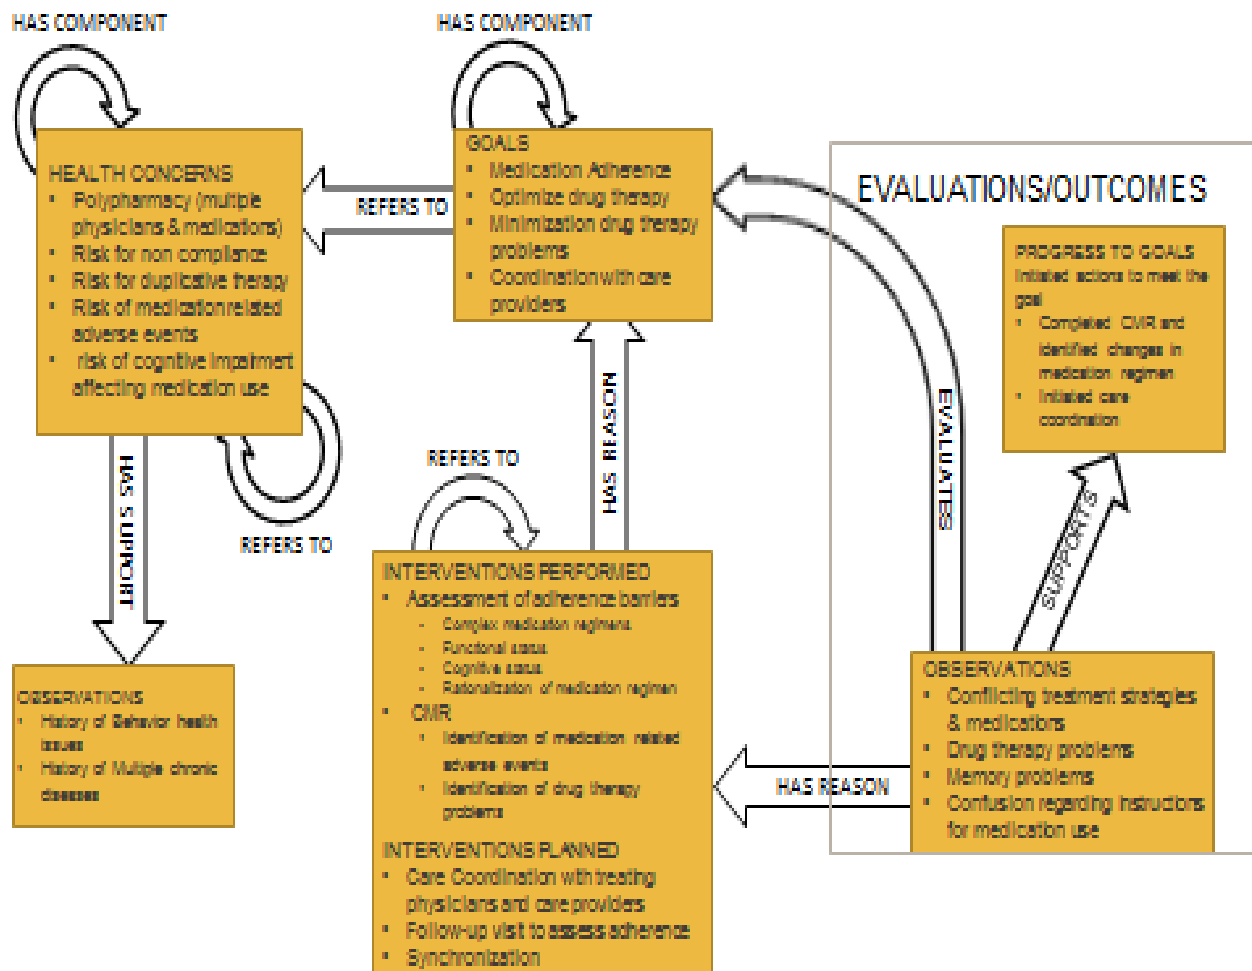 HAS COMPONENT
HAS COMPONENT
HEALTH CONCERNS
• Polypharmacy (multiple
physicians & medications)
• Risk for non compliance
• Risk for duplicative therapy
• Risk of medication related
adverse events
• risk of cognitive impairment
affecting medication use
REFERS TO
GOALS
• Medication Adherence
• Optimize drug therapy
• Minimization drug therapy
problems
• Coordination with care
providers
EVALUATIONS/OUTCOMES
PROGRESS TO GOALS
Initiated actions to meet the
goal
• Completed CMR and
identified changes in
medication regimen
• Initiated care
coordination
HAS SUPPORT
REFERS TO
HAS REASON
REFERS TO
EVALUATES
SUPPORTS
OBSERVATIONS
• History of Behavior health
issues
• History of Multiple chronic
diseases
INTERVENTIONS PERFORMED
• Assessment of adherence barriers
- Complex medication regimens
- Functional status
- Cognitive status
- Rationalization of medication regimen
• CMR
• Identification of medication related
adverse events
• Identification of drug therapy
problems
INTERVENTIONS PLANNED
• Care Coordination with treating
physicians and care providers
• Follow-up visit to assess adherence
• Synchronization
HAS REASON
OBSERVATIONS
• Conflicting treatment strategies
& medications
• Drug therapy problems
• Memory problems
• Confusion regarding instructions
for medication use